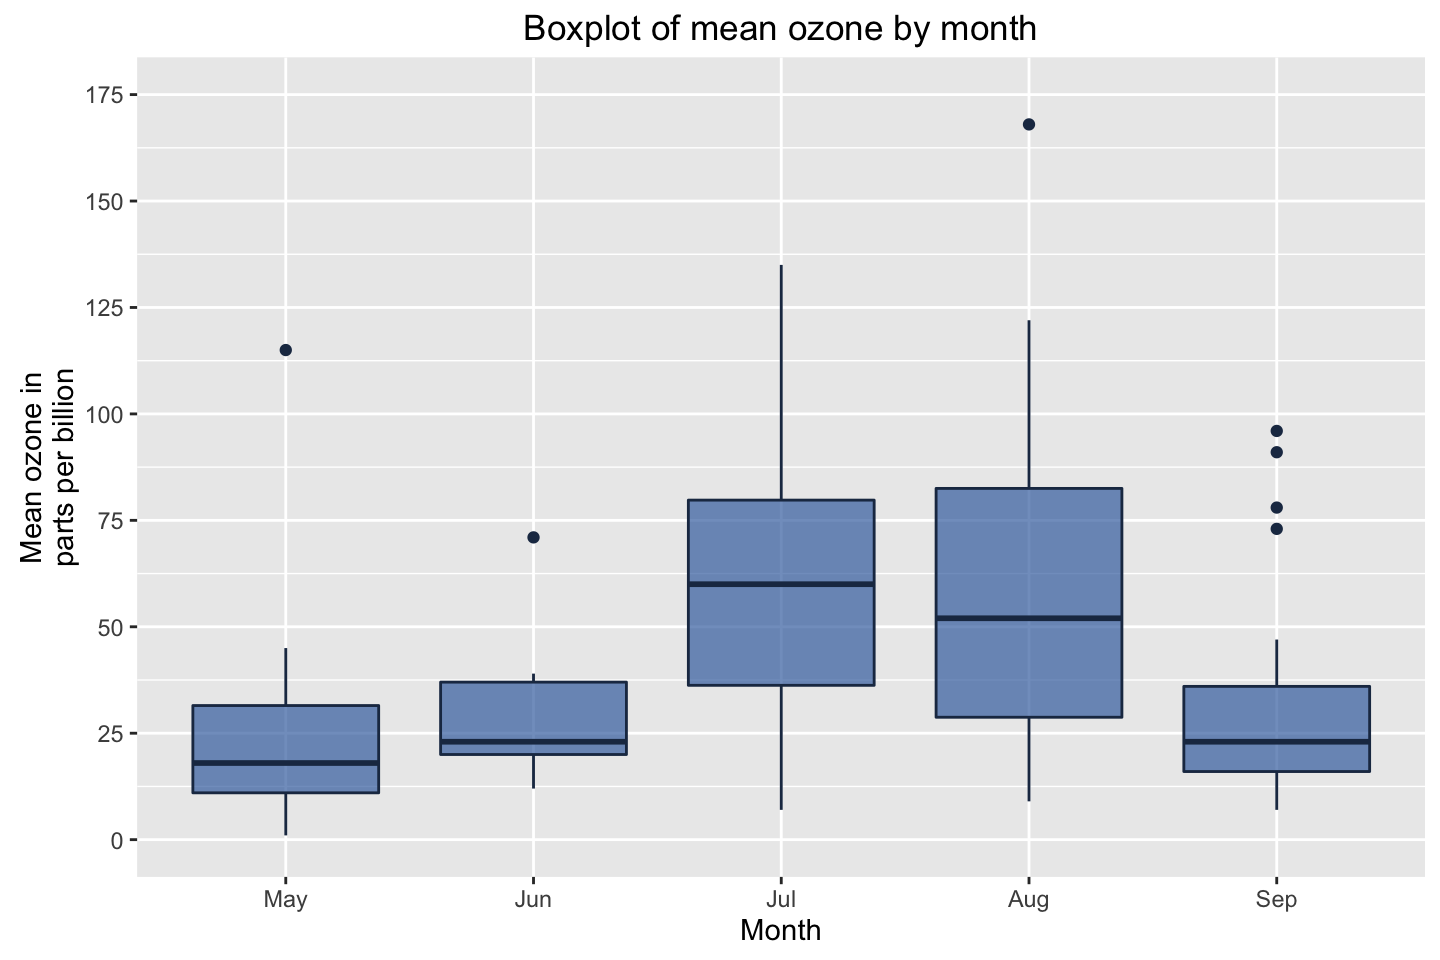 Boxplot of mean ozone by month
Mean ozone in
parts per billion
175
150
125
100
75
50
25
0
May
Jun
Jul
Aug
Sep
Month